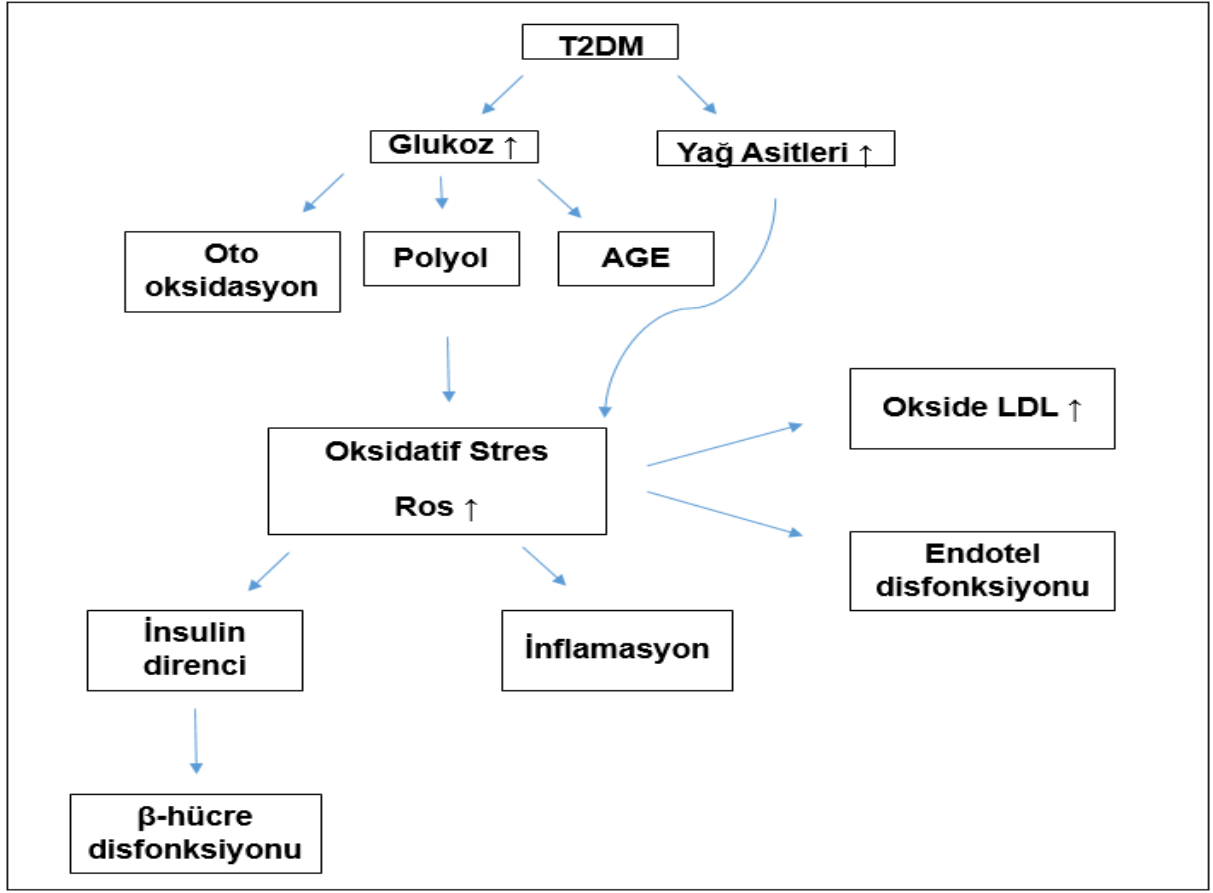 T2DM
Glukoz ↑
Yağ Asitleri ↑
Oto
oksidasyon
Polyol
AGE
Okside LDL ↑
Oksidatif Stres
Ros ↑
Endotel
disfonksiyonu
İnsulin
direnci
İnflamasyon
β-hücre
disfonksiyonu